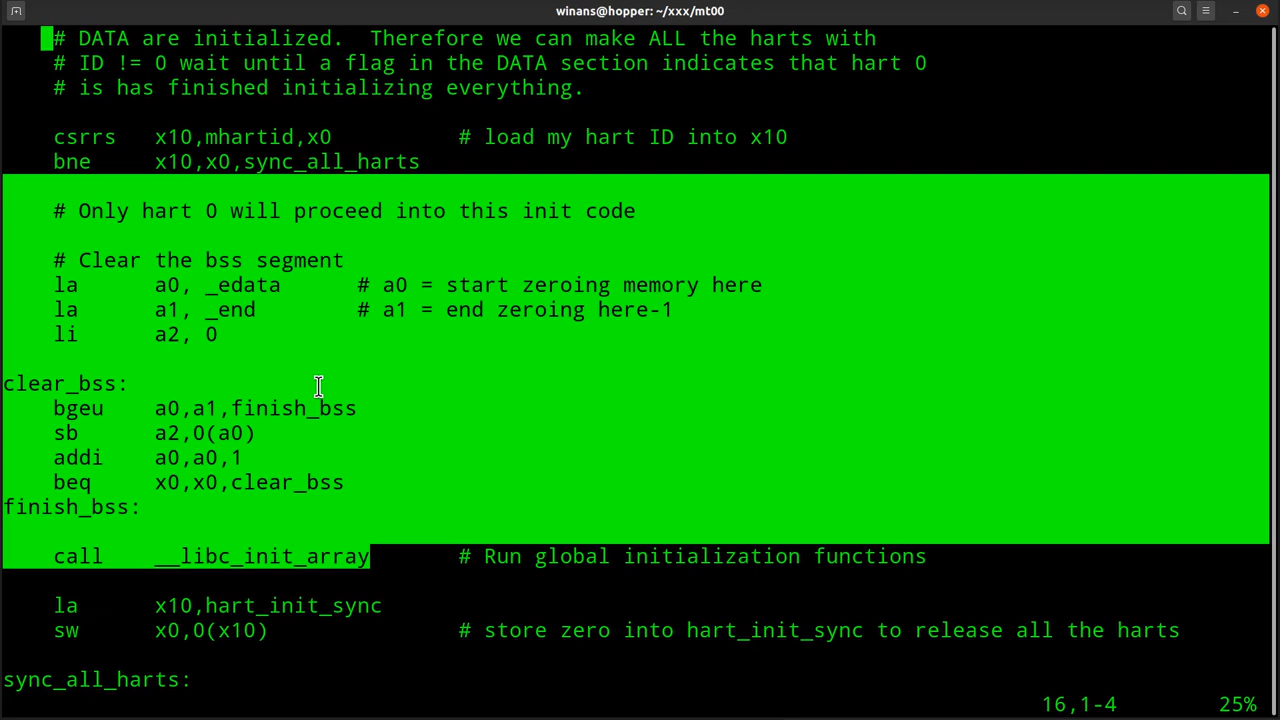 winans@hopper: ~/xxx/mt00
# DATA are initialized.  Therefore we can make ALL the harts with
# ID != 0 wait until a flag in the DATA section indicates that hart 0
# is has finished initializing everything.
csrrs   x10,mhartid,x0          # load my hart ID into x10
bne     x10,x0,sync_all_harts
# Only hart 0 will proceed into this init code
# Clear the bss segment
la      a0, _edata      # a0 = start zeroing memory here
la      a1, _end        # a1 = end zeroing here-1
li      a2, 0
clear_bss:
bgeu    a0,a1,finish_bss
sb      a2,0(a0)
addi    a0,a0,1
beq     x0,x0,clear_bss
finish_bss:
call    __libc_init_array       # Run global initialization functions
la      x10,hart_init_sync
sw      x0,0(x10)               # store zero into hart_init_sync to release all the harts
sync_all_harts:
16,1-4        25%